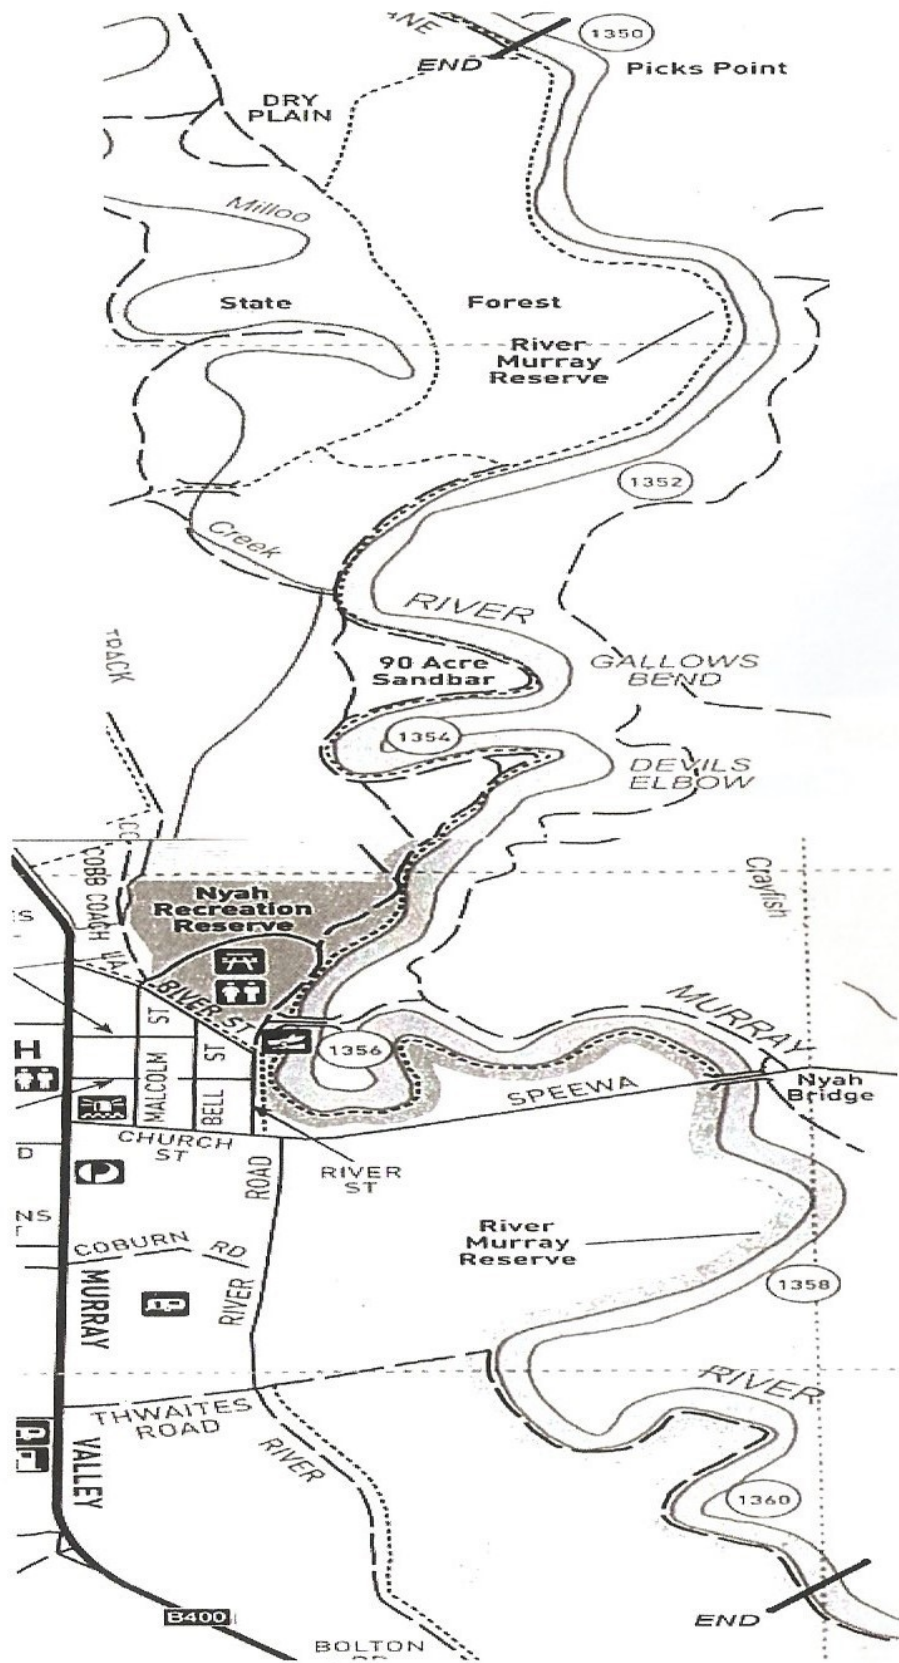 ANE
1350
END
Picks Point
DRY
PLAIN
Milloo
State
Forest
River
Murray
Reserve
1352
Creek
RIVER
TRACK
90 Acre
Sandbar
GALLOWS
BEND
1354
DEVILS
ELBOW
CO
COBB COACH
Nyah
Recreation
Reserve
Crayfish
S
RIVER ST
ST
ST
MURRAY
H
1356
MALCOLM
BELL
SPEEWA
Nyah
Bridge
CHURCH
ST
D
ROAD
RIVER
ST
NS
River
Murray
Reserve
COBURN RD
1358
MURRAY
RIVER
RIVER
THWAITES
ROAD
VALLEY
RIVER
1360
B400
END
BOLTON